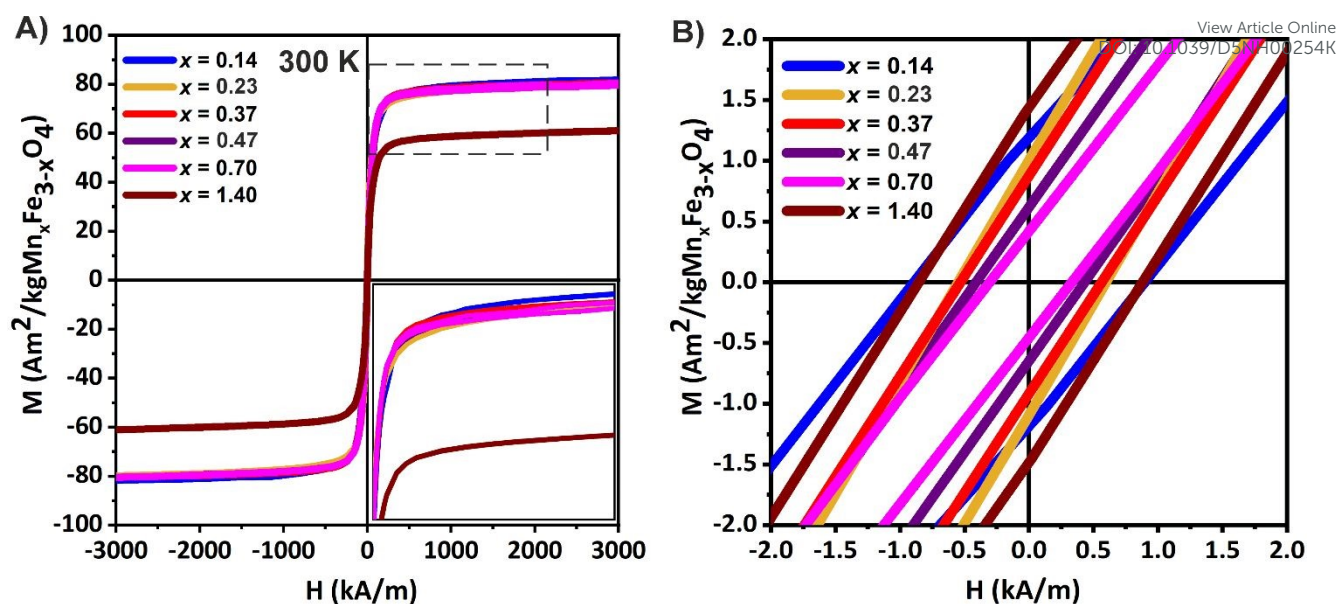 A)
M (Am²/kgMnₓFe₃₋ₓO₄)
100
80
60
40
20
0
-20
-40
-60
-80
-100
x = 0.14
x = 0.23
x = 0.37
x = 0.47
x = 0.70
x = 1.40
300 K
-3000 -2000 -1000 0 1000 2000 3000
H (kA/m)
B)
View Article Online
M (Am²/kgMnₓFe₃₋ₓO₄)
2.0
1.5
1.0
0.5
0.0
-0.5
-1.0
-1.5
-2.0
x = 0.14
x = 0.23
x = 0.37
x = 0.47
x = 0.70
x = 1.40
-2.0 -1.5 -1.0 -0.5 0.0 0.5 1.0 1.5 2.0
H (kA/m)